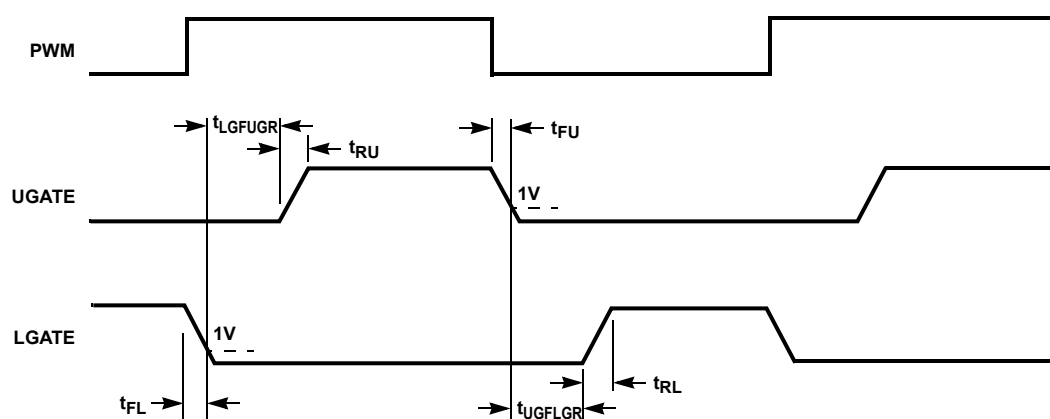 PWM
tLGFUGR
tFU
tRU
1V
UGATE
1V
LGATE
tRL
tFL
tUGFLGR